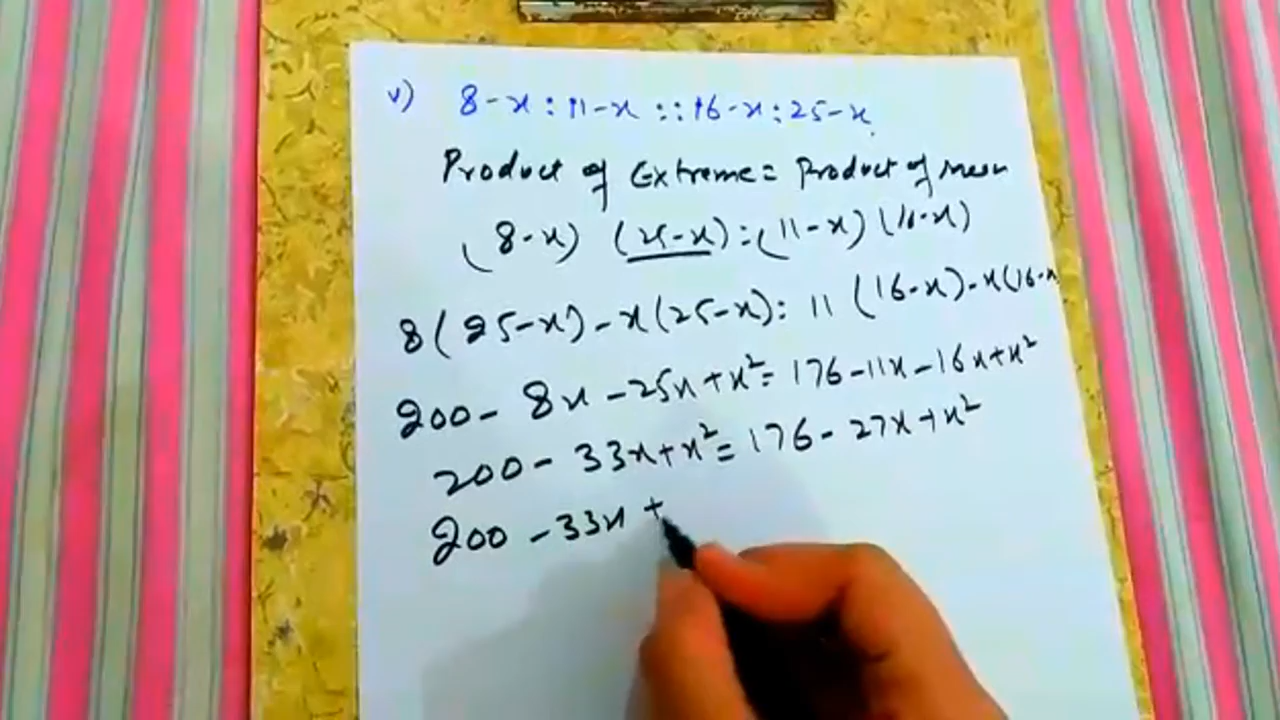 v) 8-x : 11-x :: 16-x : 25-x
Product of Extreme = Product of mean
(8-x) (25-x) = (11-x) (16-x)
8(25-x) - x(25-x) = 11 (16-x) - x(16-x
200 - 8x - 25x + x² = 176 - 11x - 16x + x²
200 - 33x + x² = 176 - 27x + x²
200 - 33x +